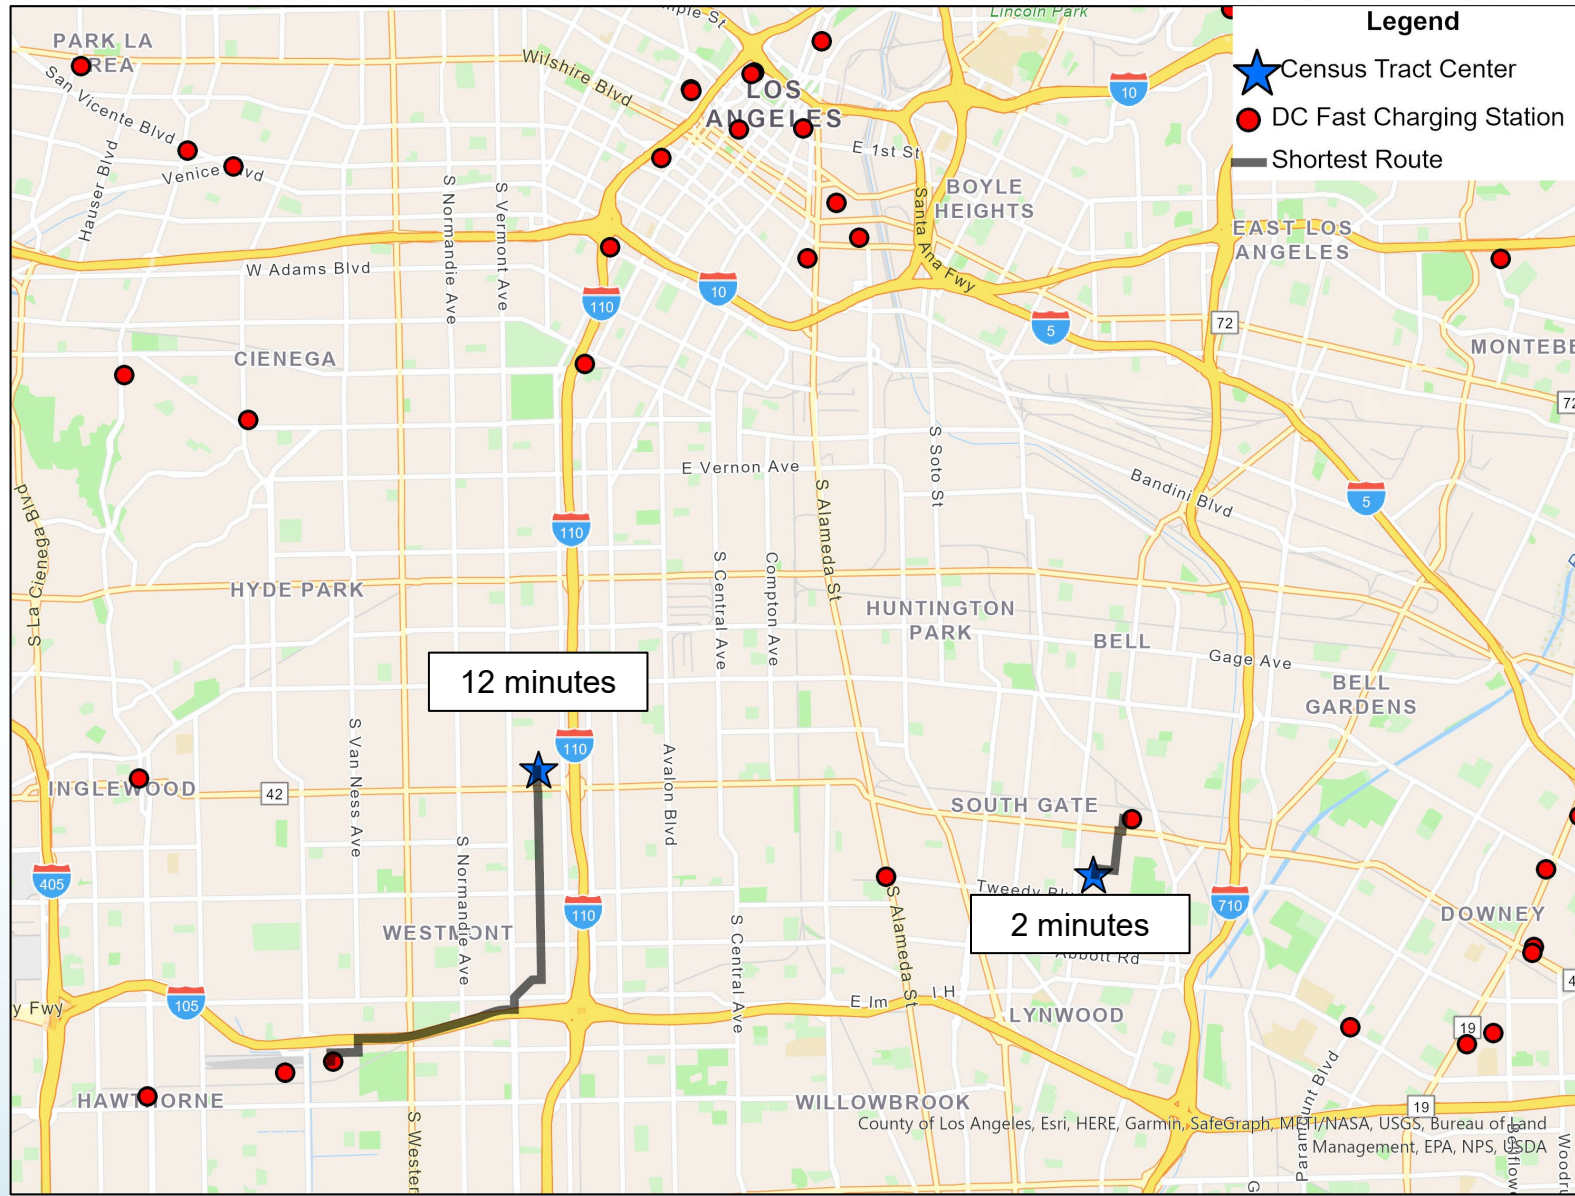 Legend
Census Tract Center
DC Fast Charging Station
Shortest Route
Lincoln Park
PARK LA
REA
San Vicente Blvd
Hauser Blvd
Venice
Wilshire Blvd
St
LOS
ANGELES
E 1st St
10
BOYLE
HEIGHTS
Santa Ana Fwy
EAST LOS
ANGELES
S Normandie Ave
S Vermont Ave
W Adams Blvd
110
10
5
72
CIENEGA
72
E Vernon Ave
S Soto St
Bandini Blvd
5
S La Cienega Blvd
S Alameda St
110
S Central Ave
Compton Ave
HYDE PARK
HUNTINGTON
PARK
BELL
Gage Ave
BELL
GARDENS
12 minutes
S Van Ness Ave
110
Avalon Blvd
INGLEWOOD
42
SOUTH GATE
S Normandie Ave
405
Tweedy
110
S Alameda St
S Central Ave
2 minutes
710
DOWNEY
WESTMONT
Abbott Rd
105
Fwy
E Im
LYNWOOD
19
HAWTHORNE
WILLOWBROOK
Paramount Blvd
19
County of Los Angeles, Esri, HERE, Garmin, SafeGraph, METI/NASA, USGS, Bureau of Land
Management, EPA, NPS, USDA